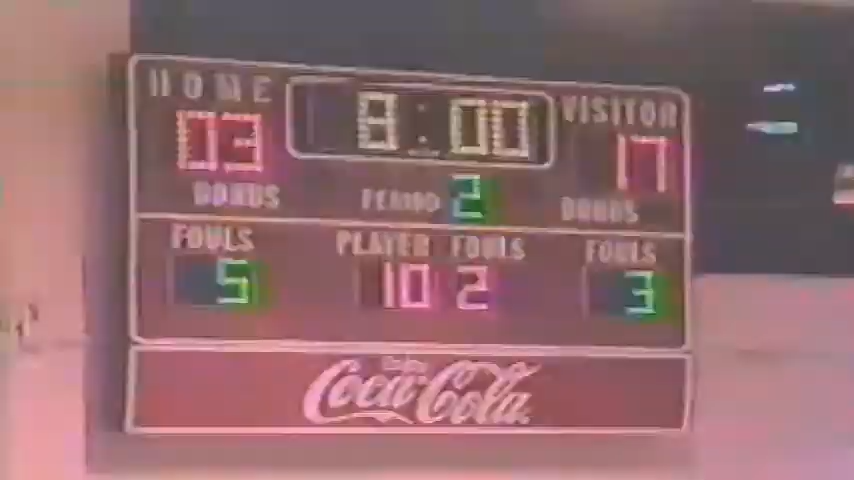 HOME 8:00 VISITOR
03 17
BONUS PERIOD 2 BONUS
FOULS PLAYER FOULS FOULS
5 10 2 3
Enjoy
Coca-Cola